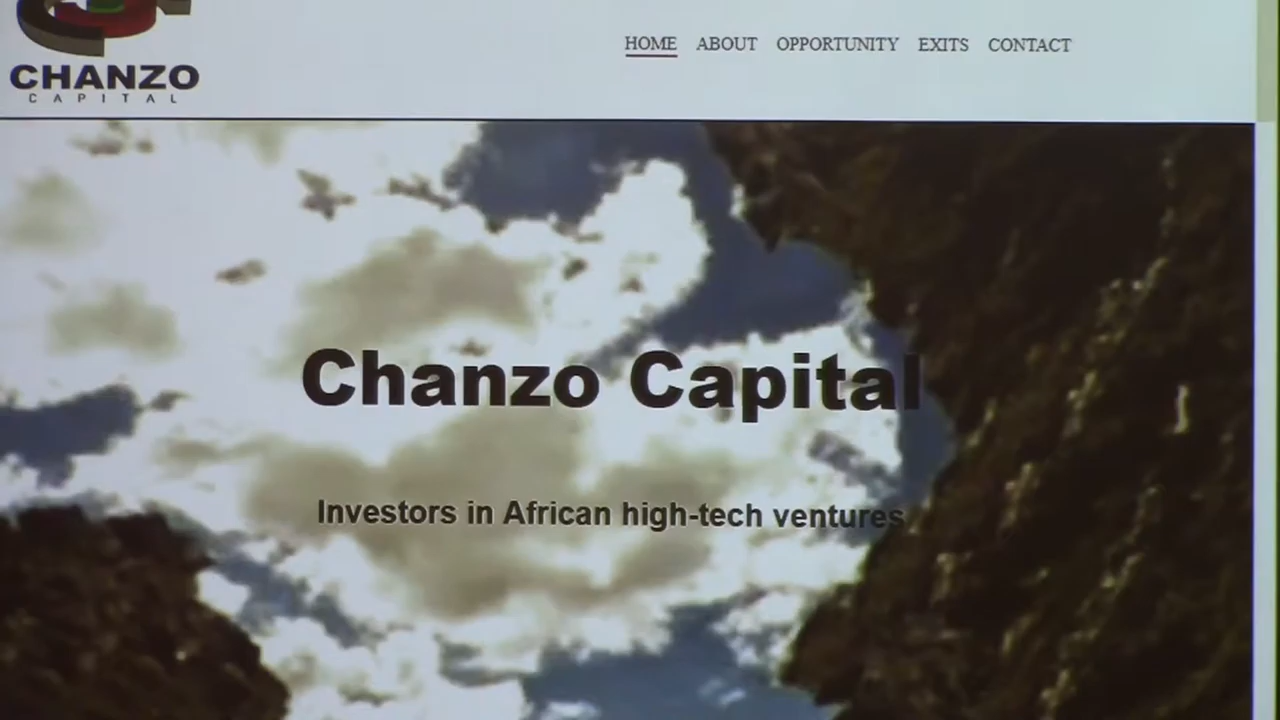 HOME ABOUT OPPORTUNITY EXITS CONTACT
CHANZO
CAPITAL
Chanzo Capital
Investors in African high-tech ventures